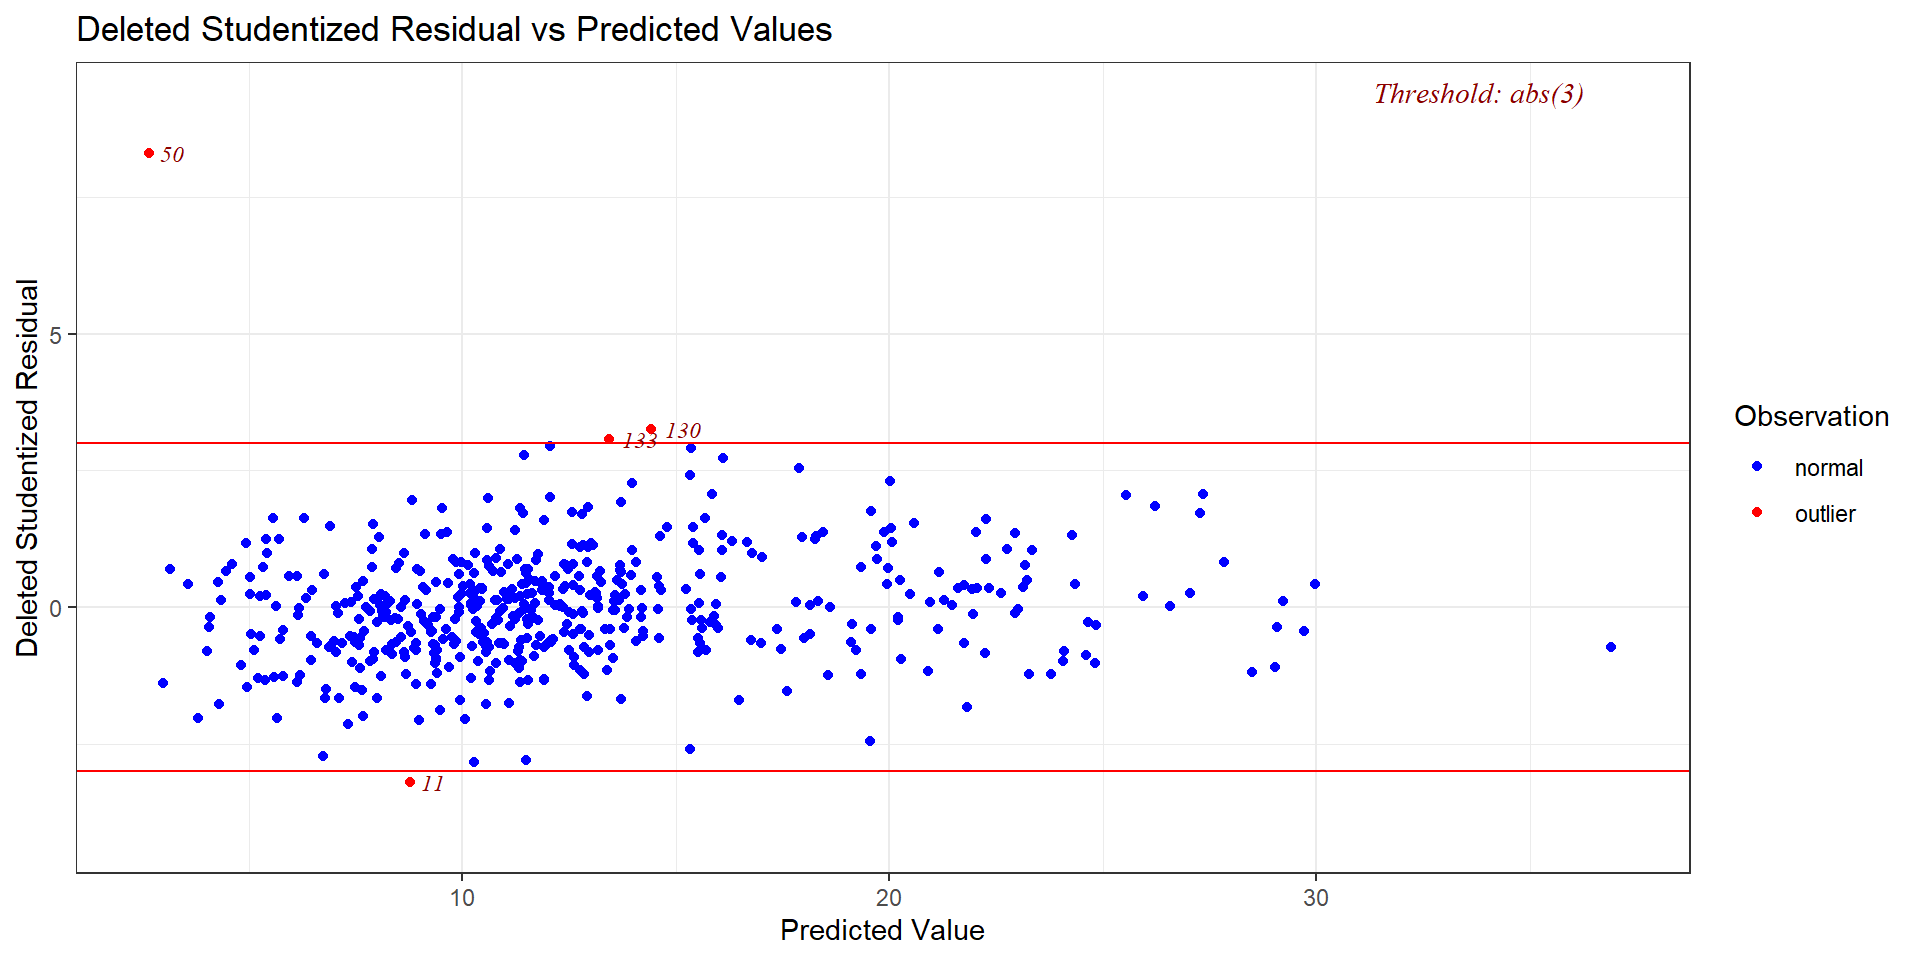 Deleted Studentized Residual vs Predicted Values
Threshold: abs(3)
50
130
133
11
5
0
Deleted Studentized Residual
10
20
30
Predicted Value
Observation
normal
outlier